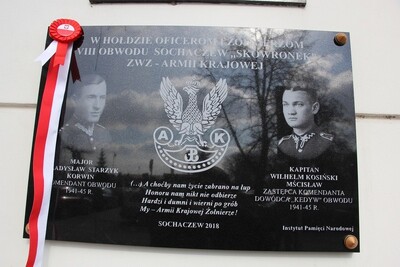 W HOŁDZIE OFICEROM I ŻOŁNIERZOM
VIII OBWODU SOCHACZEW „SKOWRONEK”
ZWZ - ARMII KRAJOWEJ
A K
MAJOR
STARZYK
KORWIN
KOMENDANT OBWODU
1941-45 R.
KAPITAN
WILHELM KOSIŃSKI
MŚCISŁAW
ZASTĘPCA KOMENDANTA
DOWÓDCA „KEDYW” OBWODU
1941-45 R.
(...) A choćby nam życie zabrano na łup
Honoru nam nikt nie odbierze
Hardzi i dumni i wierni po grób
My – Armii Krajowej Żołnierze!
SOCHACZEW 2018
Instytut Pamięci Narodowej